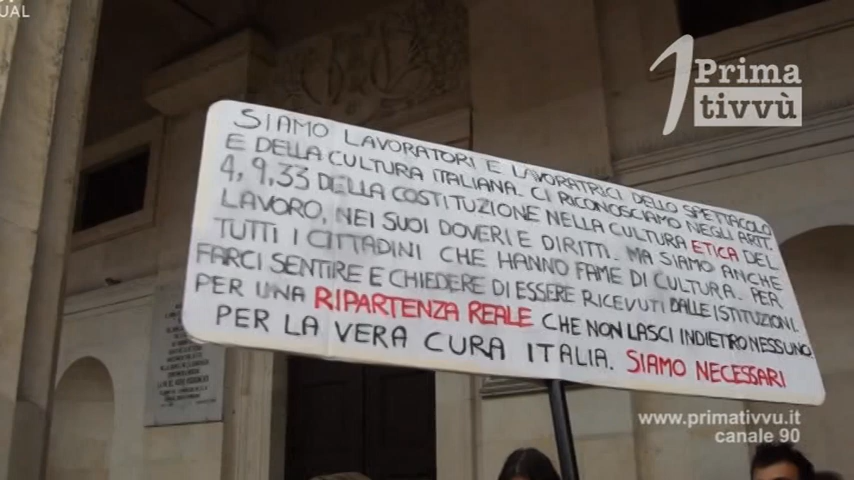 UAL
1 Prima
tivvù
SIAMO LAVORATORI E LAVORATRICI DELLO SPETTACOLO
E DELLA CULTURA ITALIANA. CI RICONOSCIAMO NEGLI ARTT.
4, 9, 33 DELLA COSTITUZIONE NELLA CULTURA ETICA DEL
LAVORO, NEI SUOI DOVERI E DIRITTI. MA SIAMO ANCHE
TUTTI I CITTADINI CHE HANNO FAME DI CULTURA. PER
FARCI SENTIRE E CHIEDERE DI ESSERE RICEVUTI DALLE ISTITUZIONI.
PER UNA RIPARTENZA REALE CHE NON LASCI INDIETRO NESSUNO.
PER LA VERA CURA ITALIA. SIAMO NECESSARI
www.primativvu.it
canale 90